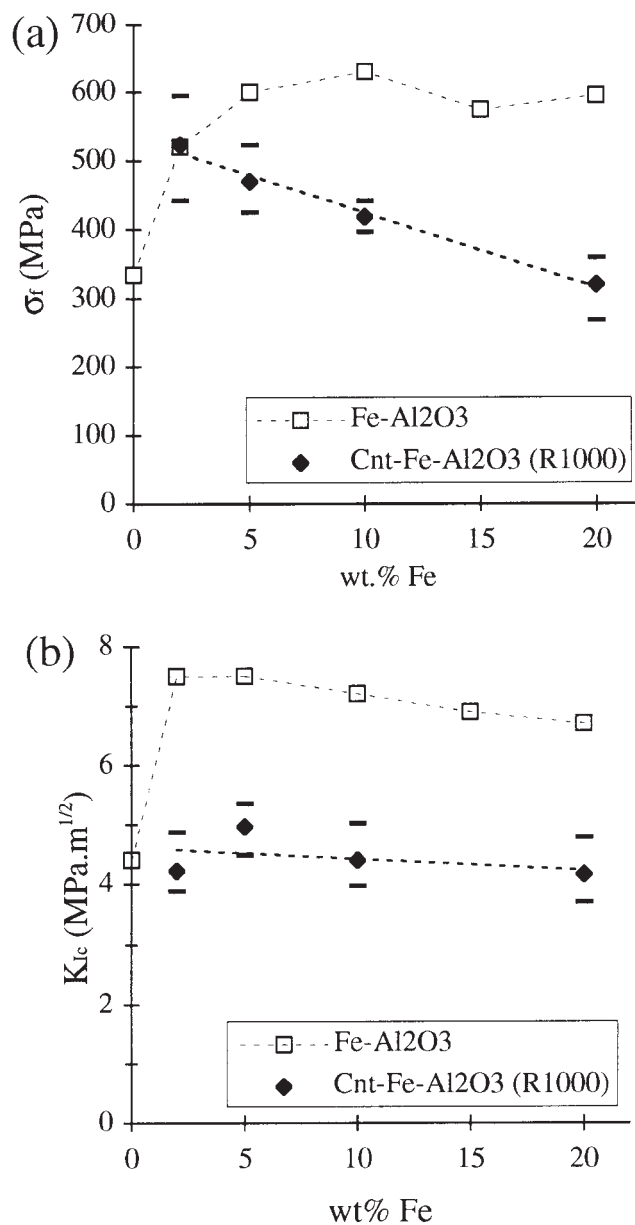 (a)
700
600
500
400
300
400
100
0
σf (MPa)
Fe-Al2O3
Cnt-Fe-Al2O3 (R1000)
0 5 10 15 20
wt.% Fe
(b)
8
6
4
2
0
KIc (MPa.m1/2)
Fe-Al2O3
Cnt-Fe-Al2O3 (R1000)
0 5 10 15 20
wt% Fe